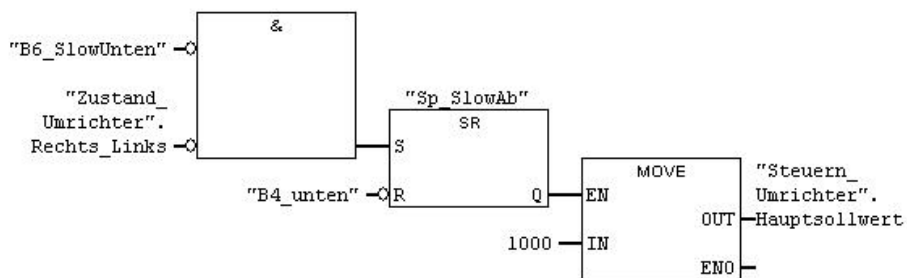 &
"B6_SlowUnten"
"Zustand_
Umrichter".
Rechts_Links
"Sp_SlowAb"
SR
S
"B4_unten"
R
Q
MOVE
EN
1000
IN
OUT
ENO
"Steuern_
Umrichter".
Hauptsollwert